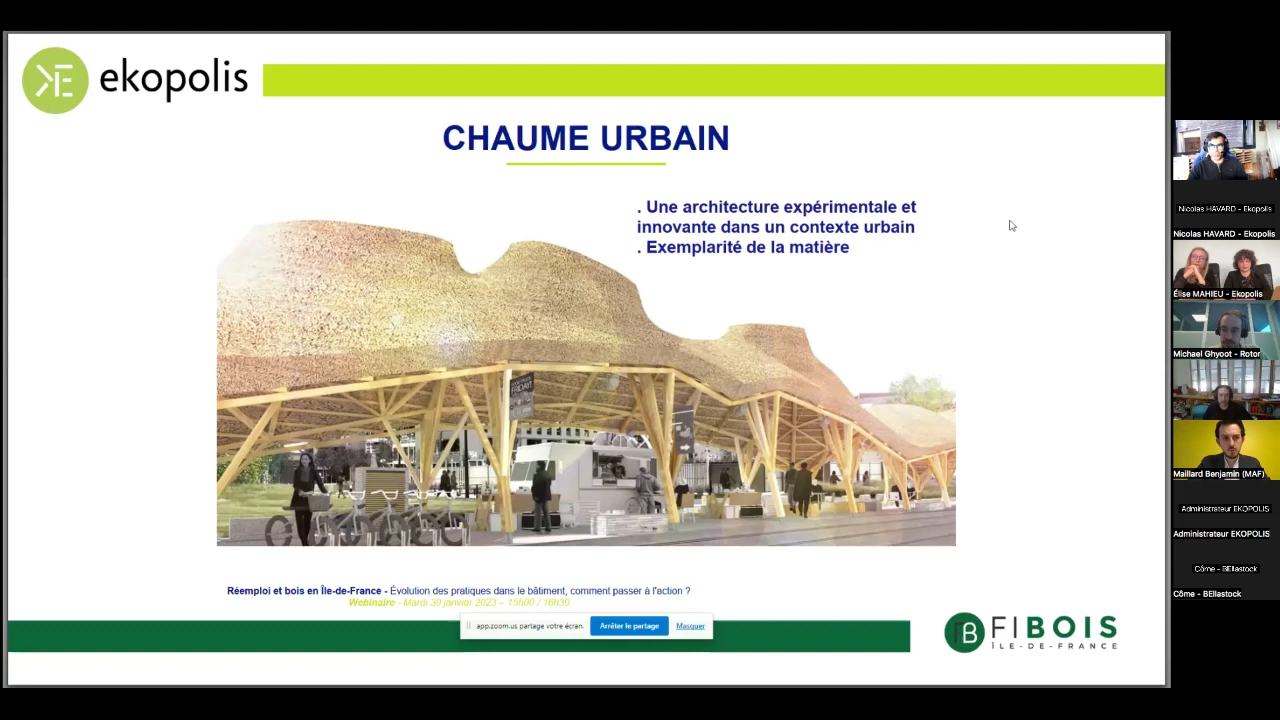 ekopolis
CHAUME URBAIN
. Une architecture expérimentale et
innovante dans un contexte urbain
. Exemplarité de la matière
Réemploi et bois en Île-de-France - Évolution des pratiques dans le bâtiment, comment passer à l'action ?
Webinaire - Mardi 30 janvier 2023 – 15h00 / 16h30
app.zoom.us partage votre écran.
Arrêter le partage
Masquer
FIBOIS
ÎLE-DE-FRANCE
Nicolas HAVARD - Ekopolis
Nicolas HAVARD - Ekopolis
Élise MAHIEU - Ekopolis
Michael Ghyoot - Rotor
Maillard Benjamin (MAF)
Administrateur EKOPOLIS
Administrateur EKOPOLIS
Côme - BEllastock
Côme - BEllastock